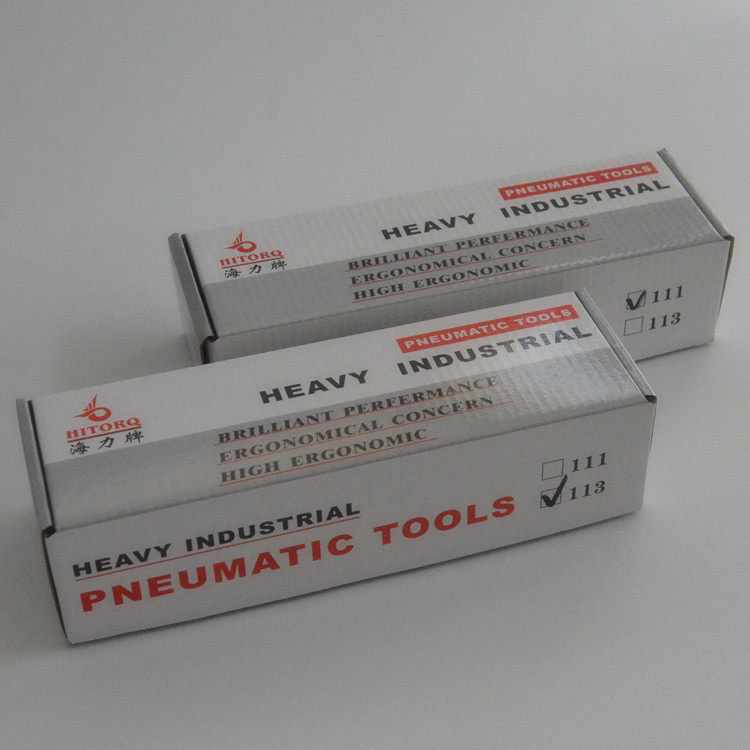 PNEUMATIC TOOLS
HEAVY INDUSTRIAL
HITORQ
海力牌
BRILLIANT PERFERMANCE
ERGONOMICAL CONCERN
HIGH ERGONOMIC
111
113
PNEUMATIC TOOLS
HEAVY INDUSTRIAL
HITORQ
海力牌
BRILLIANT PERFERMANCE
ERGONOMICAL CONCERN
HIGH ERGONOMIC
111
113
HEAVY INDUSTRIAL
PNEUMATIC TOOLS